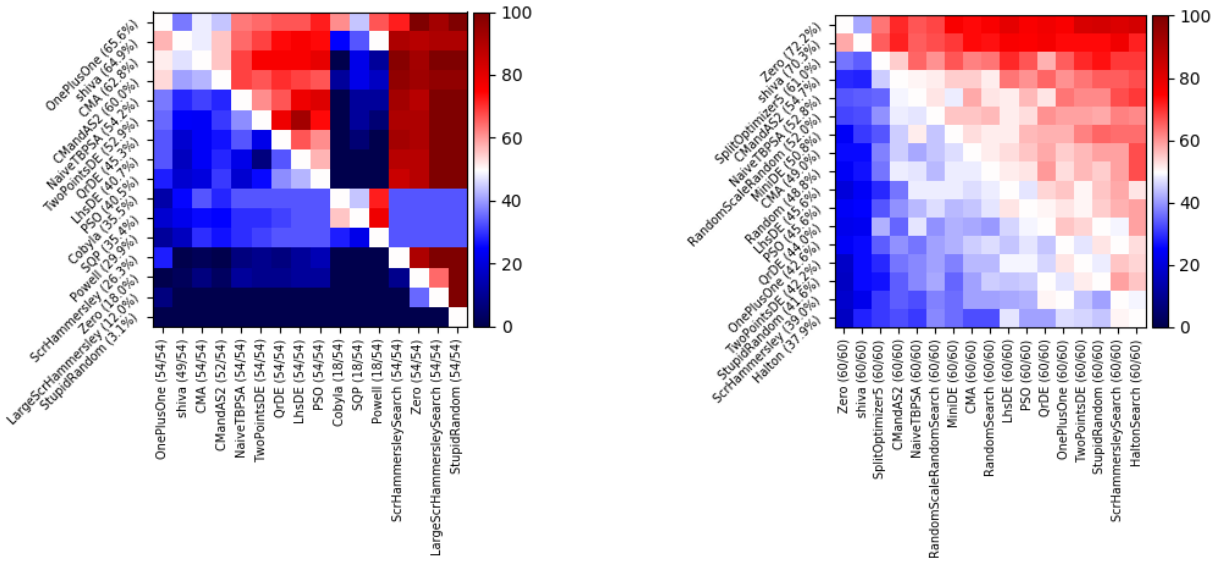 OnePlusOne (65.6%)
shiva (64.9%)
CMA (62.8%)
CMandAS2 (60.0%)
NaiveTBPSA (54.2%)
TwoPointsDE (52.9%)
QrDE (45.3%)
LhsDE (40.7%)
PSO (40.5%)
Cobyla (35.5%)
SQP (35.4%)
Powell (29.9%)
ScrHammersley (26.3%)
Zero (18.0%)
LargeScrHammersley (12.0%)
StupidRandom (3.1%)
OnePlusOne (54/54)
shiva (49/54)
CMA (54/54)
CMandAS2 (52/54)
NaiveTBPSA (54/54)
TwoPointsDE (54/54)
QrDE (54/54)
LhsDE (54/54)
PSO (54/54)
Cobyla (18/54)
SQP (18/54)
Powell (18/54)
ScrHammersleySearch (54/54)
Zero (54/54)
LargeScrHammersleySearch (54/54)
StupidRandom (54/54)
100
80
60
40
20
0
Zero (72.2%)
shiva (70.3%)
SplitOptimizer5 (61.0%)
CMandAS2 (54.7%)
NaiveTBPSA (52.8%)
RandomScaleRandom (52.0%)
MiniDE (50.8%)
CMA (49.0%)
Random (48.8%)
LhsDE (45.6%)
PSO (45.6%)
QrDE (44.0%)
OnePlusOne (42.6%)
TwoPointsDE (42.2%)
StupidRandom (41.6%)
ScrHammersley (39.0%)
Halton (37.9%)
Zero (60/60)
shiva (60/60)
SplitOptimizer5 (60/60)
CMandAS2 (60/60)
NaiveTBPSA (60/60)
RandomScaleRandomSearch (60/60)
MiniDE (60/60)
CMA (60/60)
RandomSearch (60/60)
LhsDE (60/60)
PSO (60/60)
QrDE (60/60)
OnePlusOne (60/60)
TwoPointsDE (60/60)
StupidRandom (60/60)
ScrHammersleySearch (60/60)
HaltonSearch (60/60)
100
80
60
40
20
0